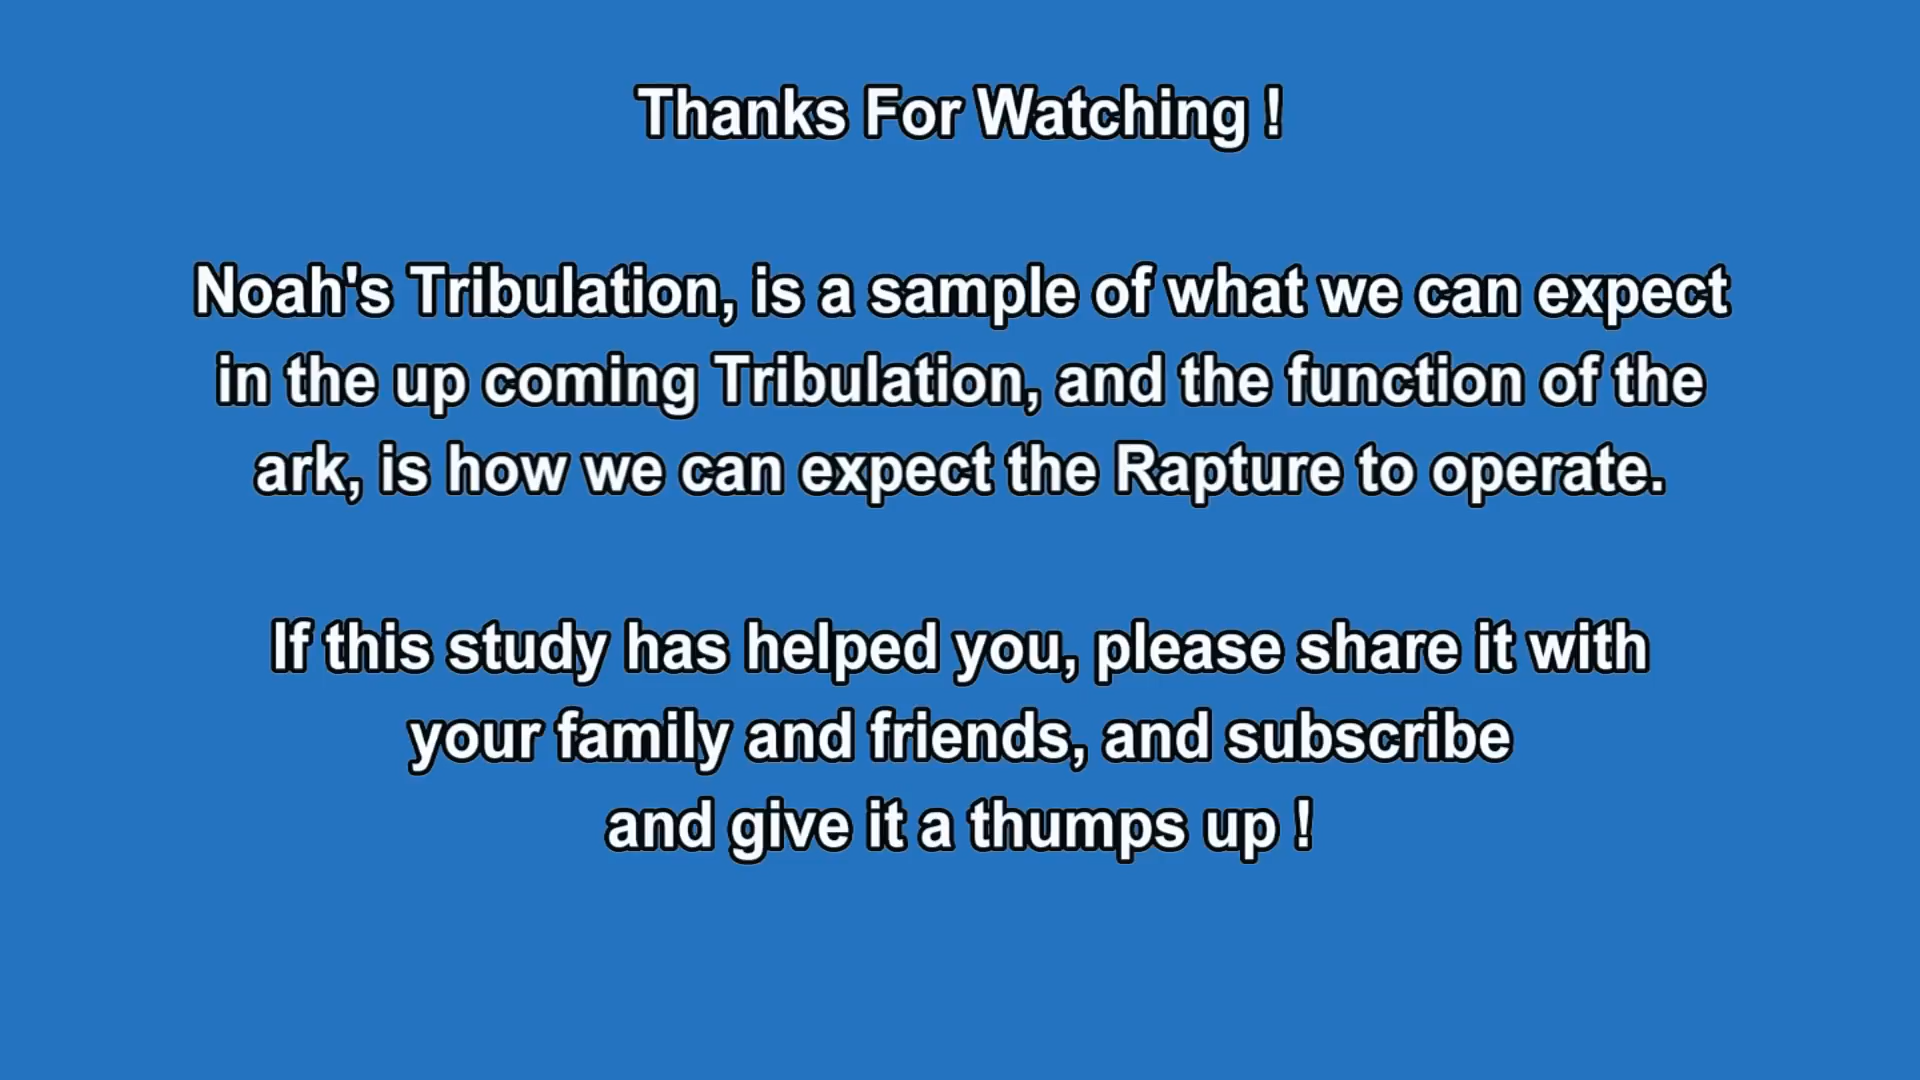 Thanks For Watching !
Noah's Tribulation, is a sample of what we can expect
in the up coming Tribulation, and the function of the
ark, is how we can expect the Rapture to operate.
If this study has helped you, please share it with
your family and friends, and subscribe
and give it a thumps up !